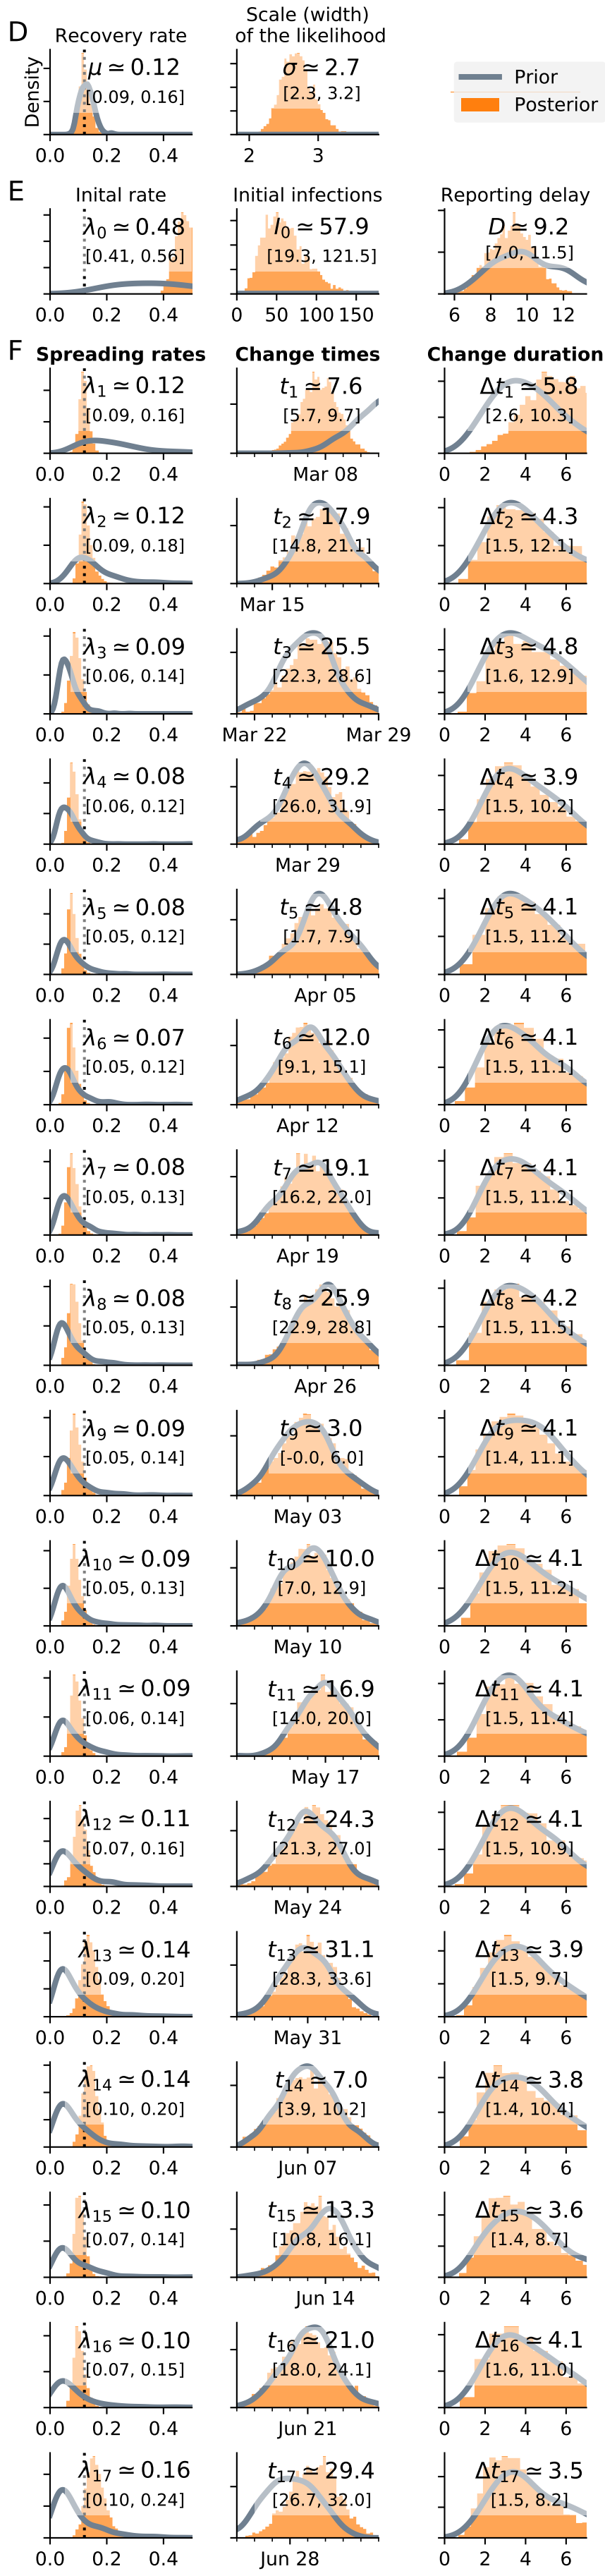 D
Recovery rate
Scale (width)
of the likelihood
Density
μ ≃ 0.12
[0.09, 0.16]
0.0 0.2 0.4
σ ≃ 2.7
[2.3, 3.2]
2 3
Prior
Posterior
E
Inital rate
λ0 ≃ 0.48
[0.41, 0.56]
0.0 0.2 0.4
Initial infections
I0 ≃ 57.9
[19.3, 121.5]
0 50 100 150
Reporting delay
D ≃ 9.2
[7.0, 11.5]
6 8 10 12
F
Spreading rates
Change times
Change duration
λ1 ≃ 0.12
[0.09, 0.16]
0.0 0.2 0.4
t1 ≃ 7.6
[5.7, 9.7]
Mar 08
Δt1 ≃ 5.8
[2.6, 10.3]
0 2 4 6
λ2 ≃ 0.12
[0.09, 0.18]
0.0 0.2 0.4
t2 ≃ 17.9
[14.8, 21.1]
Mar 15
Δt2 ≃ 4.3
[1.5, 12.1]
0 2 4 6
λ3 ≃ 0.09
[0.06, 0.14]
0.0 0.2 0.4
t3 ≃ 25.5
[22.3, 28.6]
Mar 22 Mar 29
Δt3 ≃ 4.8
[1.6, 12.9]
0 2 4 6
λ4 ≃ 0.08
[0.06, 0.12]
0.0 0.2 0.4
t4 ≃ 29.2
[26.0, 31.9]
Mar 29
Δt4 ≃ 3.9
[1.5, 10.2]
0 2 4 6
λ5 ≃ 0.08
[0.05, 0.12]
0.0 0.2 0.4
t5 ≃ 4.8
[1.7, 7.9]
Apr 05
Δt5 ≃ 4.1
[1.5, 11.2]
0 2 4 6
λ6 ≃ 0.07
[0.05, 0.12]
0.0 0.2 0.4
t6 ≃ 12.0
[9.1, 15.1]
Apr 12
Δt6 ≃ 4.1
[1.5, 11.1]
0 2 4 6
λ7 ≃ 0.08
[0.05, 0.13]
0.0 0.2 0.4
t7 ≃ 19.1
[16.2, 22.0]
Apr 19
Δt7 ≃ 4.1
[1.5, 11.2]
0 2 4 6
λ8 ≃ 0.08
[0.05, 0.13]
0.0 0.2 0.4
t8 ≃ 25.9
[22.9, 28.8]
Apr 26
Δt8 ≃ 4.2
[1.5, 11.5]
0 2 4 6
λ9 ≃ 0.09
[0.05, 0.14]
0.0 0.2 0.4
t9 ≃ 3.0
[-0.0, 6.0]
May 03
Δt9 ≃ 4.1
[1.4, 11.1]
0 2 4 6
λ10 ≃ 0.09
[0.05, 0.13]
0.0 0.2 0.4
t10 ≃ 10.0
[7.0, 12.9]
May 10
Δt10 ≃ 4.1
[1.5, 11.2]
0 2 4 6
λ11 ≃ 0.09
[0.06, 0.14]
0.0 0.2 0.4
t11 ≃ 16.9
[14.0, 20.0]
May 17
Δt11 ≃ 4.1
[1.5, 11.4]
0 2 4 6
λ12 ≃ 0.11
[0.07, 0.16]
0.0 0.2 0.4
t12 ≃ 24.3
[21.3, 27.0]
May 24
Δt12 ≃ 4.1
[1.5, 10.9]
0 2 4 6
λ13 ≃ 0.14
[0.09, 0.20]
0.0 0.2 0.4
t13 ≃ 31.1
[28.3, 33.6]
May 31
Δt13 ≃ 3.9
[1.5, 9.7]
0 2 4 6
λ14 ≃ 0.14
[0.10, 0.20]
0.0 0.2 0.4
t14 ≃ 7.0
[3.9, 10.2]
Jun 07
Δt14 ≃ 3.8
[1.4, 10.4]
0 2 4 6
λ15 ≃ 0.10
[0.07, 0.14]
0.0 0.2 0.4
t15 ≃ 13.3
[10.8, 16.1]
Jun 14
Δt15 ≃ 3.6
[1.4, 8.7]
0 2 4 6
λ16 ≃ 0.10
[0.07, 0.15]
0.0 0.2 0.4
t16 ≃ 21.0
[18.0, 24.1]
Jun 21
Δt16 ≃ 4.1
[1.6, 11.0]
0 2 4 6
λ17 ≃ 0.16
[0.10, 0.24]
0.0 0.2 0.4
t17 ≃ 29.4
[26.7, 32.0]
Jun 28
Δt17 ≃ 3.5
[1.5, 8.2]
0 2 4 6